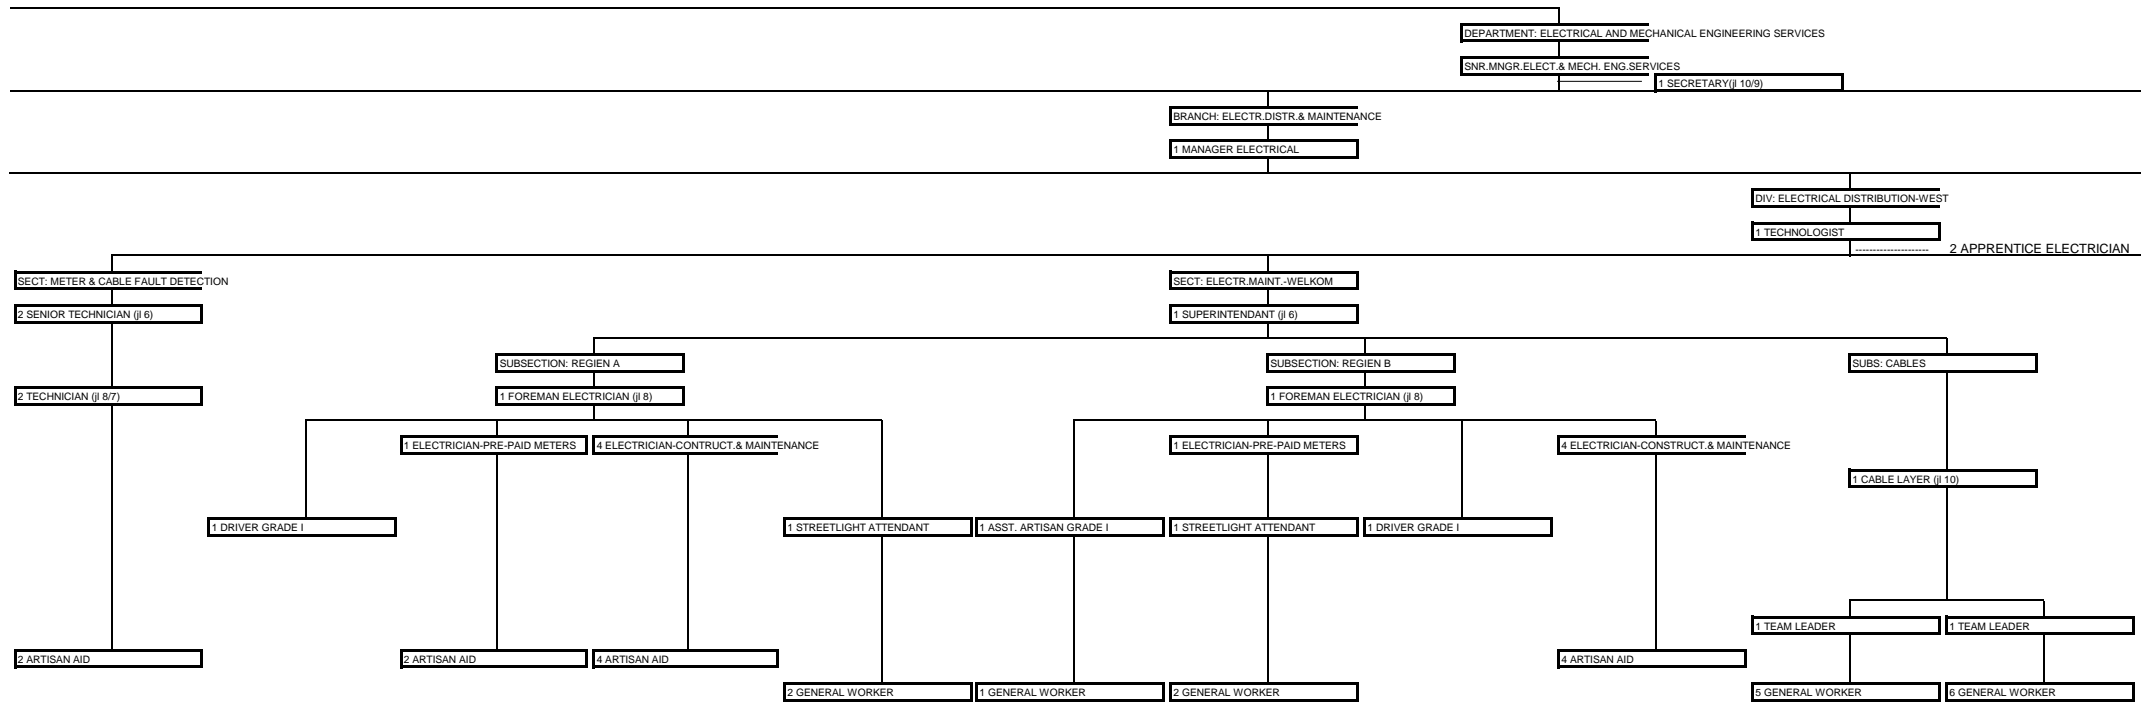 DEPARTMENT: ELECTRICAL AND MECHANICAL ENGINEERING SERVICES
SNR.MNGR.ELECT.& MECH. ENG.SERVICES
1 SECRETARY(jl 10/9)
BRANCH: ELECTR.DISTR.& MAINTENANCE
1 MANAGER ELECTRICAL
DIV: ELECTRICAL DISTRIBUTION-WEST
1 TECHNOLOGIST
--------------------- 2 APPRENTICE ELECTRICIAN
SECT: METER & CABLE FAULT DETECTION
SECT: ELECTR.MAINT.-WELKOM
2 SENIOR TECHNICIAN (jl 6)
1 SUPERINTENDANT (jl 6)
SUBSECTION: REGIEN A
SUBSECTION: REGIEN B
SUBS: CABLES
2 TECHNICIAN (jl 8/7)
1 FOREMAN ELECTRICIAN (jl 8)
1 FOREMAN ELECTRICIAN (jl 8)
1 ELECTRICIAN-PRE-PAID METERS
4 ELECTRICIAN-CONTRUCT.& MAINTENANCE
1 ELECTRICIAN-PRE-PAID METERS
4 ELECTRICIAN-CONSTRUCT.& MAINTENANCE
1 CABLE LAYER (jl 10)
1 DRIVER GRADE I
1 STREETLIGHT ATTENDANT
1 ASST. ARTISAN GRADE I
1 STREETLIGHT ATTENDANT
1 DRIVER GRADE I
1 TEAM LEADER
1 TEAM LEADER
2 ARTISAN AID
2 ARTISAN AID
4 ARTISAN AID
4 ARTISAN AID
2 GENERAL WORKER
1 GENERAL WORKER
2 GENERAL WORKER
5 GENERAL WORKER
6 GENERAL WORKER